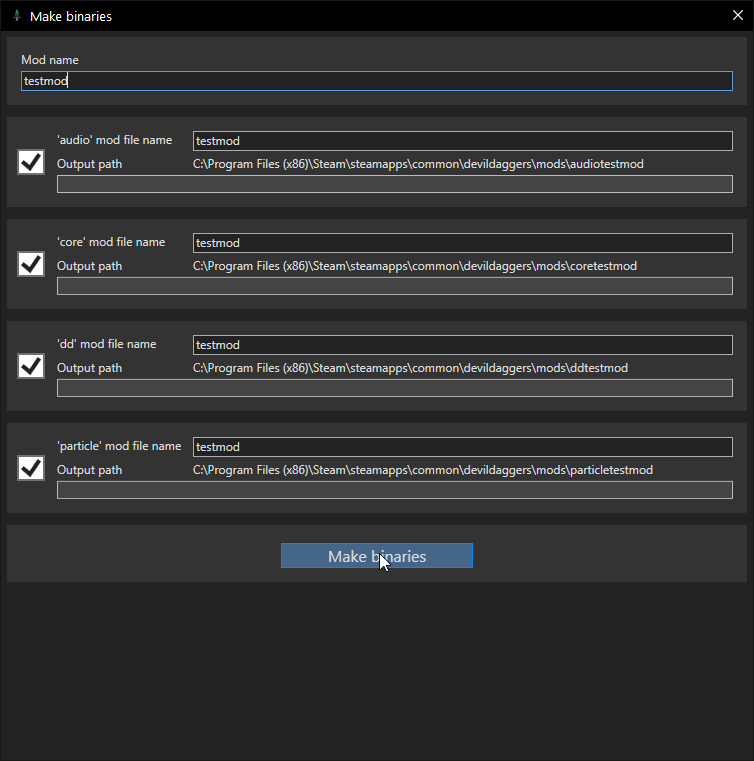 Make binaries
Mod name
testmod
'audio' mod file name testmod
Output path C:\Program Files (x86)\Steam\steamapps\common\devildaggers\mods\audiotestmod
'core' mod file name testmod
Output path C:\Program Files (x86)\Steam\steamapps\common\devildaggers\mods\coretestmod
'dd' mod file name testmod
Output path C:\Program Files (x86)\Steam\steamapps\common\devildaggers\mods\ddtestmod
'particle' mod file name testmod
Output path C:\Program Files (x86)\Steam\steamapps\common\devildaggers\mods\particletestmod
Make binaries